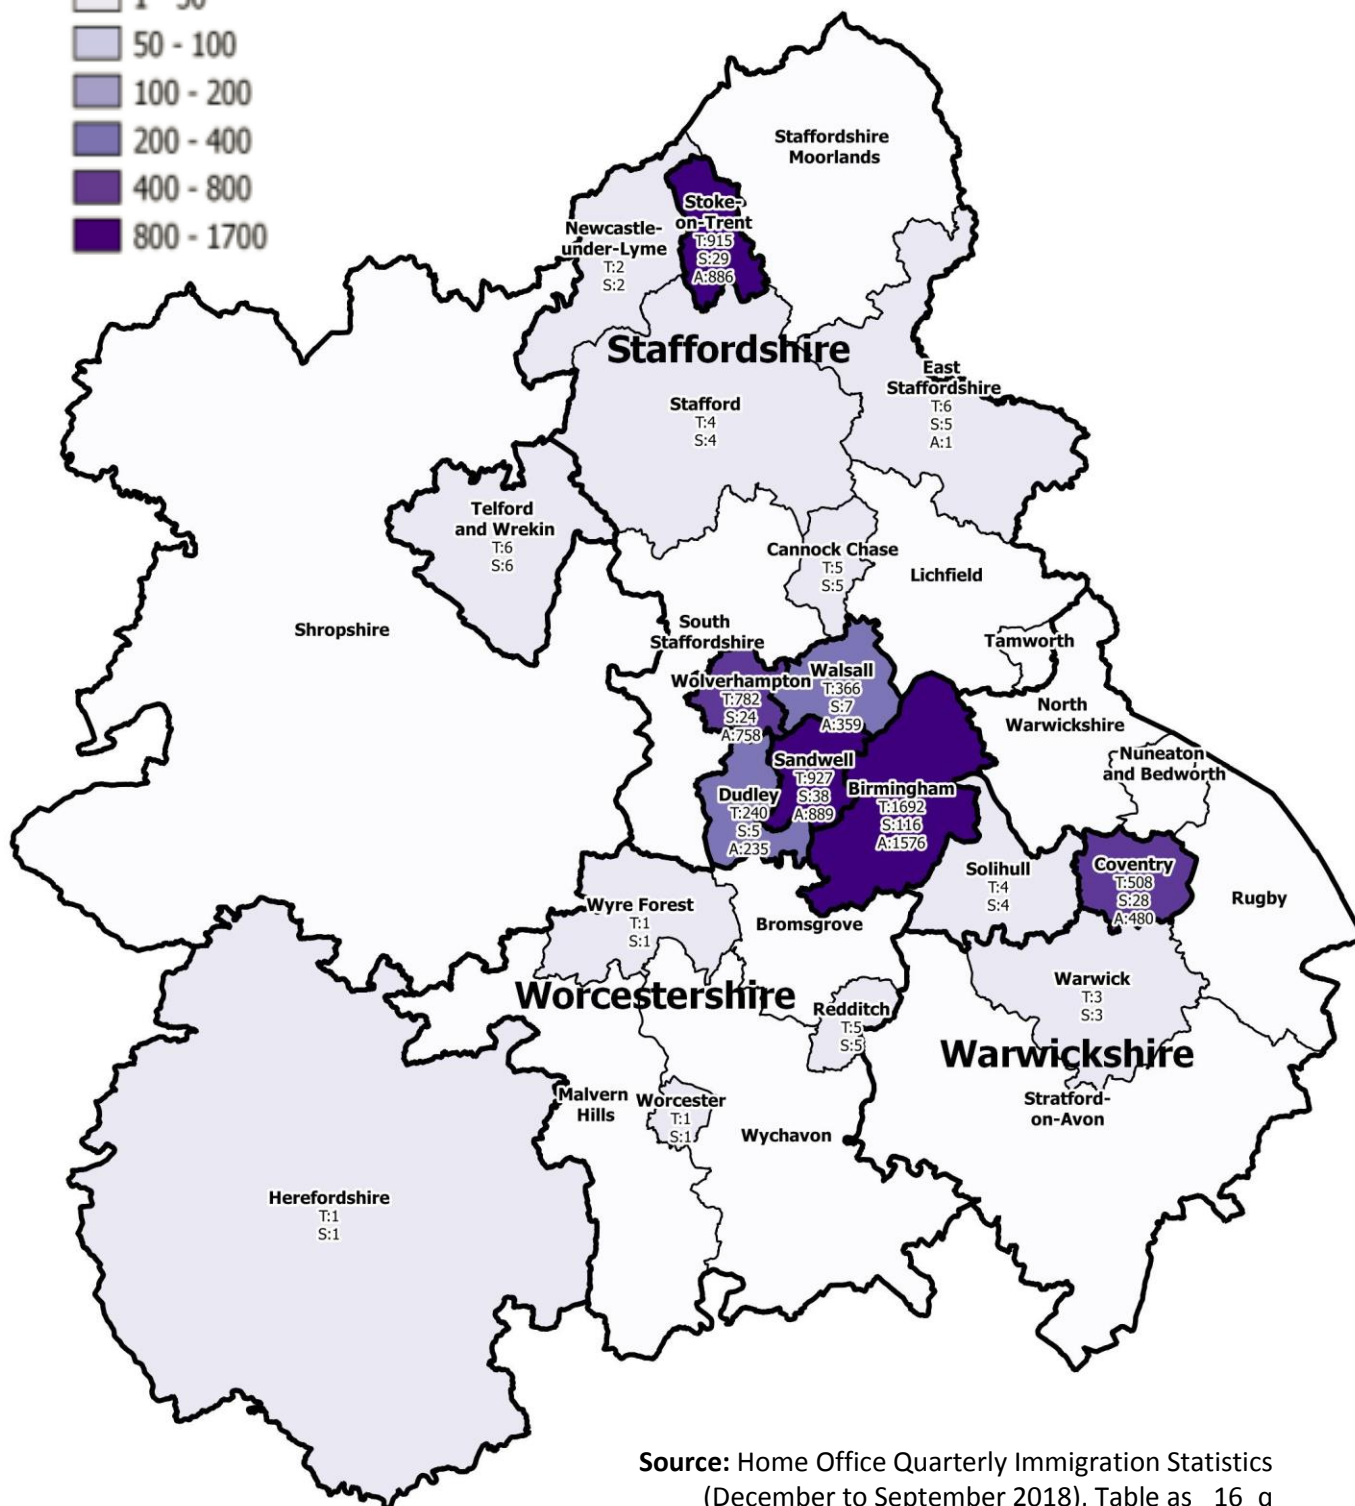 1 - 50
50 - 100
100 - 200
200 - 400
400 - 800
800 - 1700
Staffordshire
Moorlands
Stoke-
on-Trent
T:915
S:29
A:886
Newcastle-
under-Lyme
T:2
S:2
Staffordshire
East
Staffordshire
T:6
S:5
A:1
Stafford
T:4
S:4
Telford
and Wrekin
T:6
S:6
Cannock Chase
T:5
S:5
Lichfield
Shropshire
South
Staffordshire
Tamworth
Wolverhampton
T:782
S:24
A:758
Walsall
T:366
S:7
A:359
North
Warwickshire
Nuneaton
and Bedworth
Sandwell
T:927
S:38
A:889
Dudley
T:240
S:5
A:235
Birmingham
T:1692
S:116
A:1576
Solihull
T:4
S:4
Coventry
T:508
S:28
A:480
Rugby
Wyre Forest
T:1
S:1
Bromsgrove
Worcestershire
Redditch
T:5
S:5
Warwick
T:3
S:3
Warwickshire
Stratford-
on-Avon
Malvern
Hills
Worcester
T:1
S:1
Wychavon
Herefordshire
T:1
S:1
Source: Home Office Quarterly Immigration Statistics
(December to September 2018). Table as_16_q